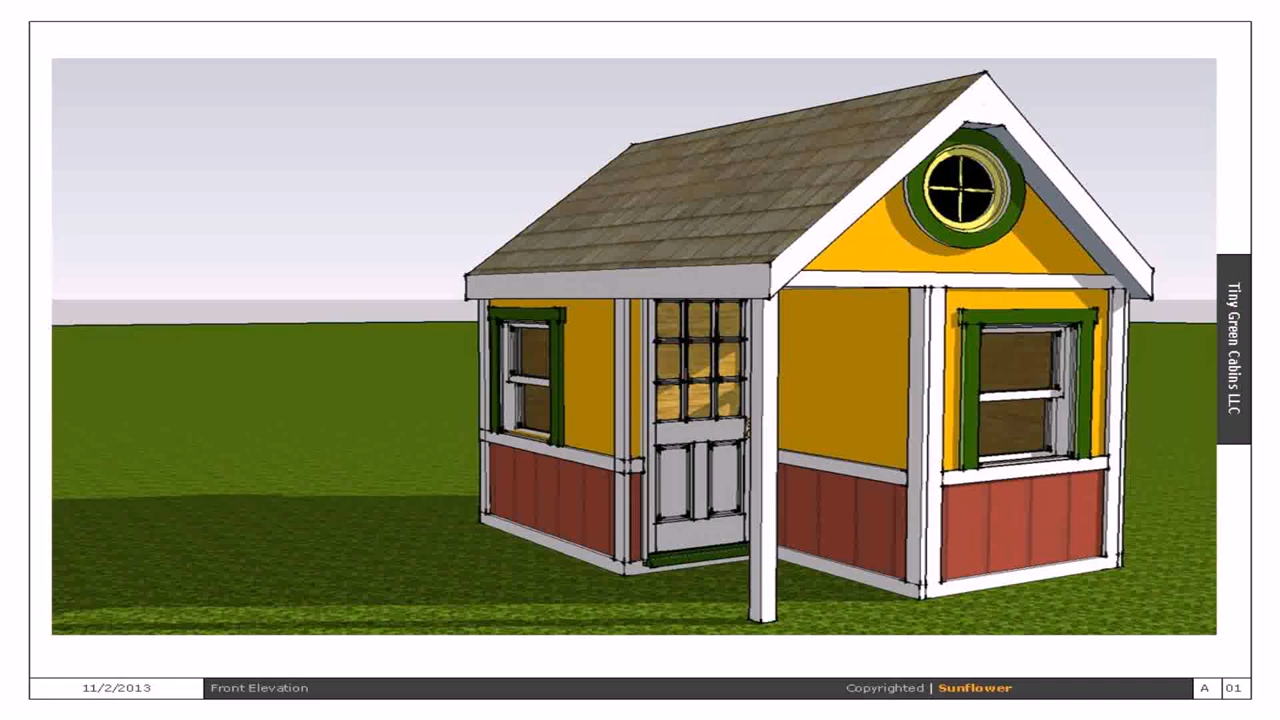 Tiny Green Cabins LLC
11/2/2013
Front Elevation
Copyrighted | Sunflower
A 01